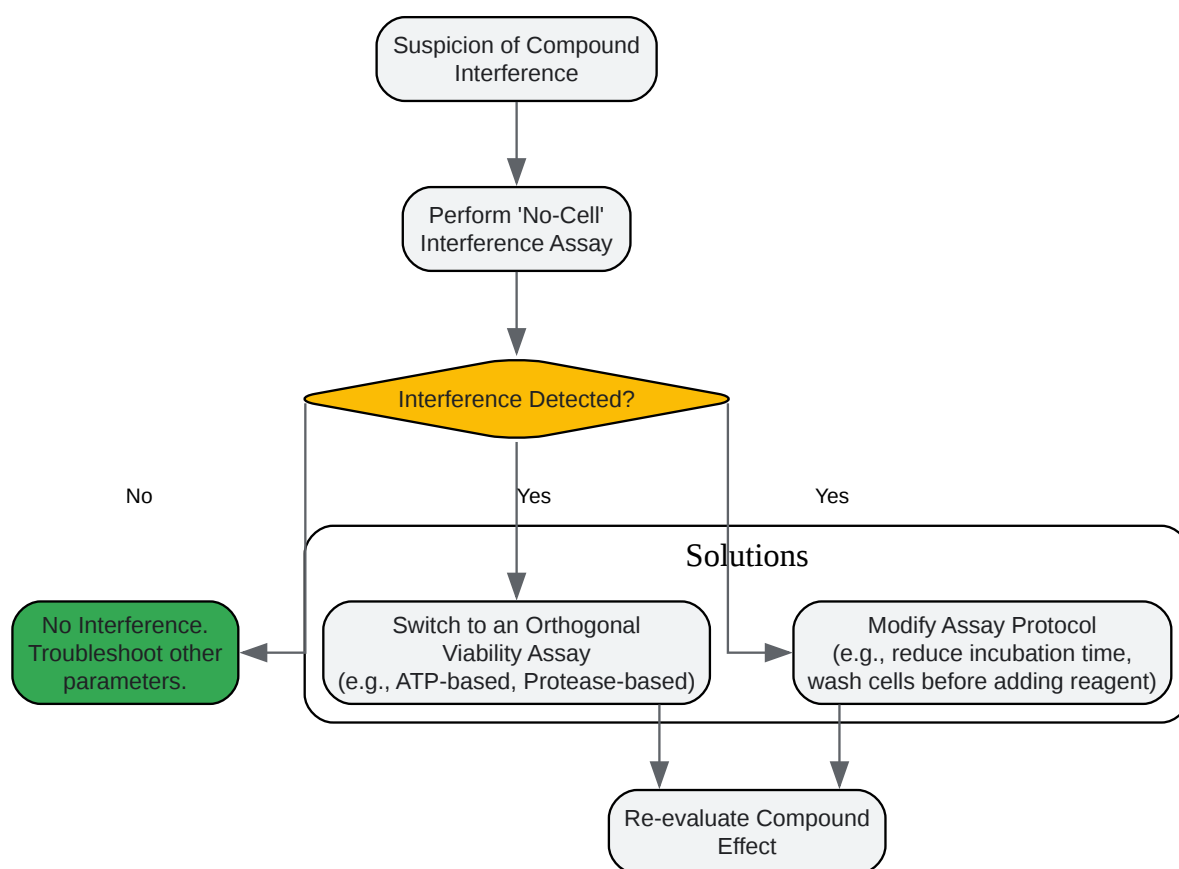 Suspicion of Compound
Interference
Perform 'No-Cell'
Interference Assay
Interference Detected?
No
Yes
Yes
Solutions
No Interference.
Troubleshoot other
parameters.
Switch to an Orthogonal
Viability Assay
(e.g., ATP-based, Protease-based)
Modify Assay Protocol
(e.g., reduce incubation time,
wash cells before adding reagent)
Re-evaluate Compound
Effect